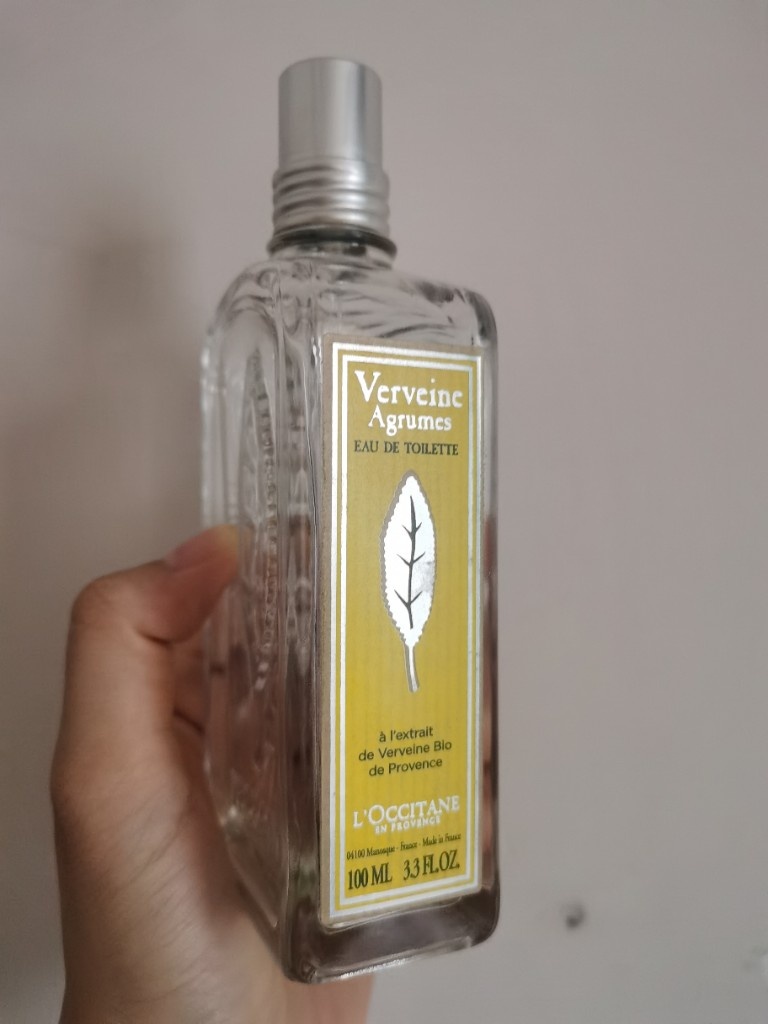 Verveine
Agrumes
EAU DE TOILETTE
à l'extrait
de Verveine Bio
de Provence
L'OCCITANE
EN PROVENCE
04100 Manosque - France - Made in France
100 ML 3.3 FL.OZ.